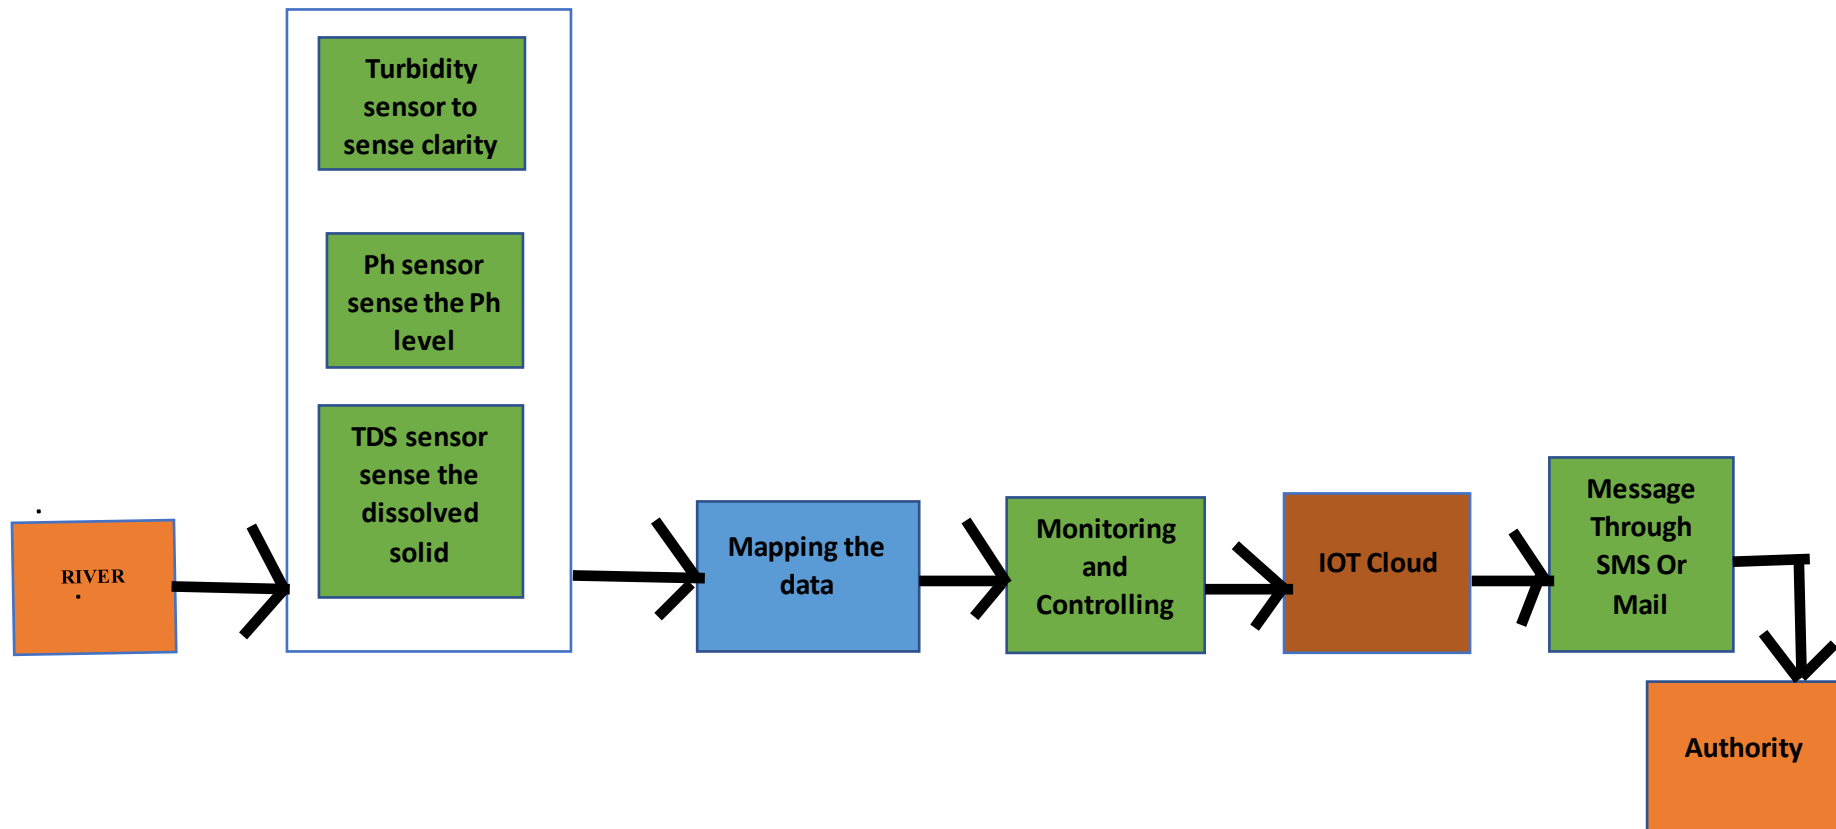 Turbidity
sensor to
sense clarity
Ph sensor
sense the Ph
level
TDS sensor
sense the
dissolved
solid
RIVER
Mapping the
data
Monitoring
and
Controlling
IOT Cloud
Message
Through
SMS Or
Mail
Authority